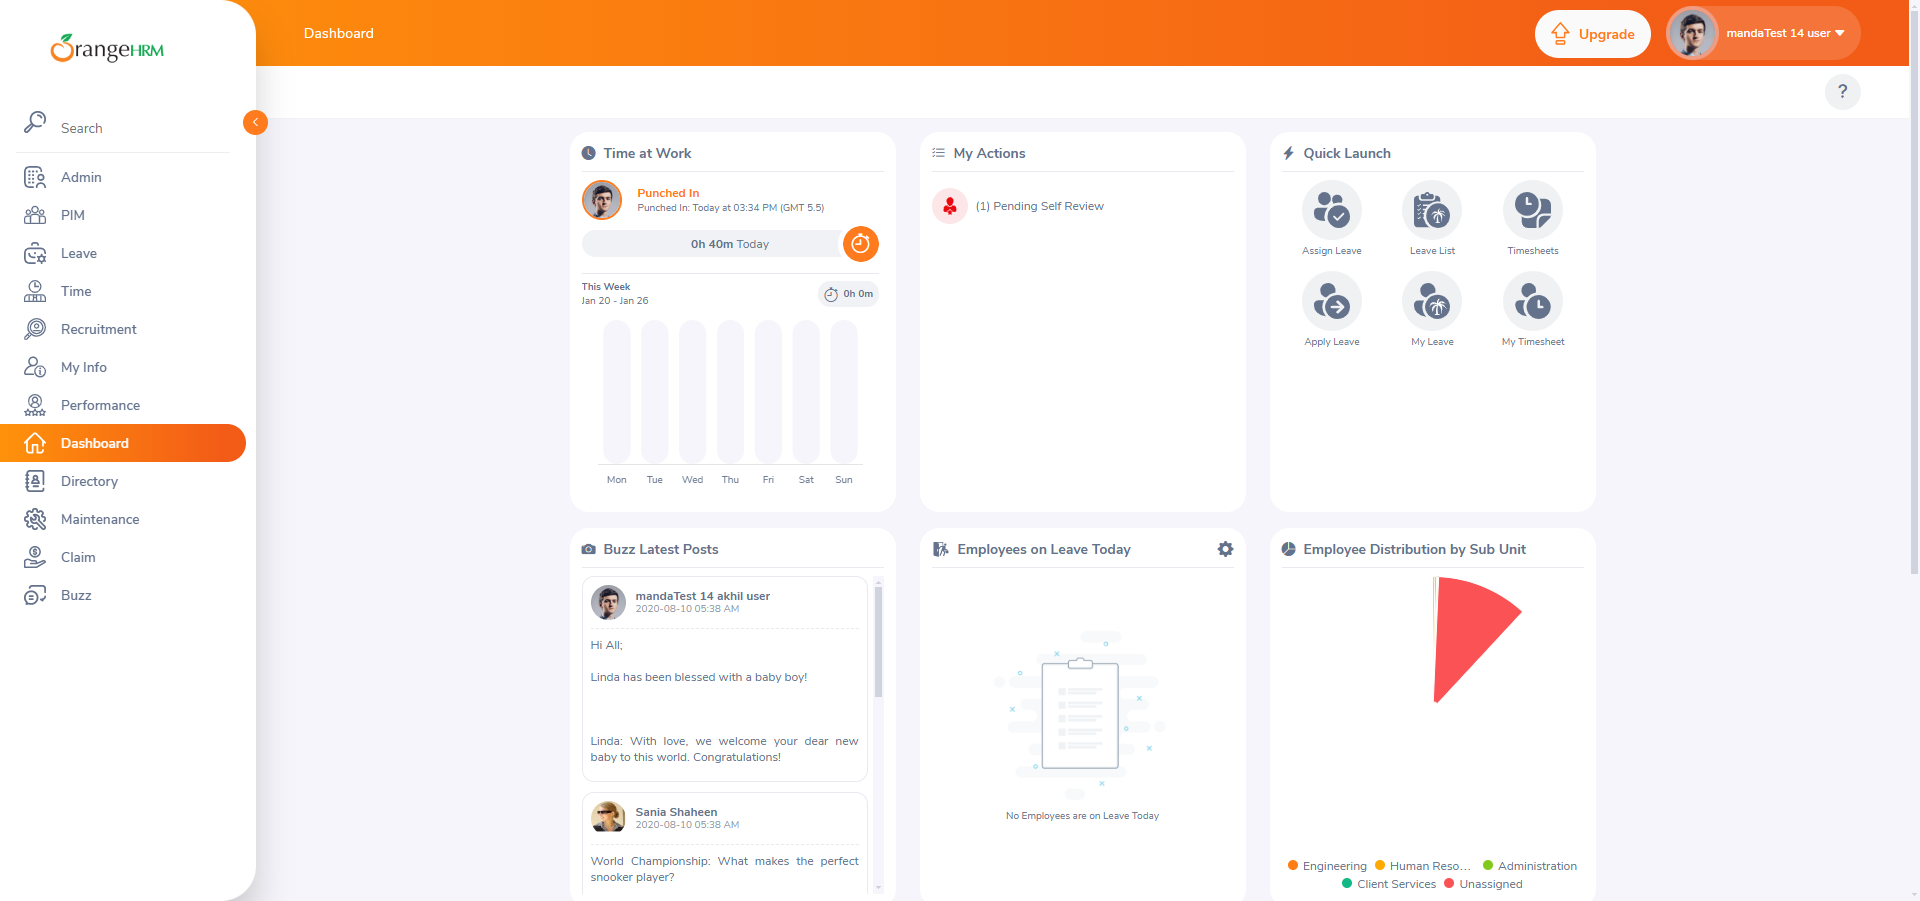 OrangeHRM
Dashboard
Upgrade
mandaTest 14 user
?
Search
Admin
PIM
Leave
Time
Recruitment
My Info
Performance
Dashboard
Directory
Maintenance
Claim
Buzz
Time at Work
Punched In
Punched In: Today at 03:34 PM (GMT 5.5)
0h 40m Today
This Week
Jan 20 - Jan 26
0h 0m
Mon Tue Wed Thu Fri Sat Sun
My Actions
(1) Pending Self Review
Quick Launch
Assign Leave Leave List Timesheets
Apply Leave My Leave My Timesheet
Buzz Latest Posts
mandaTest 14 akhil user
2020-08-10 05:38 AM
Hi All;
Linda has been blessed with a baby boy!
Linda: With love, we welcome your dear new
baby to this world. Congratulations!
Sania Shaheen
2020-08-10 05:38 AM
World Championship: What makes the perfect
snooker player?
Employees on Leave Today
No Employees are on Leave Today
Employee Distribution by Sub Unit
Engineering Human Reso... Administration
Client Services Unassigned